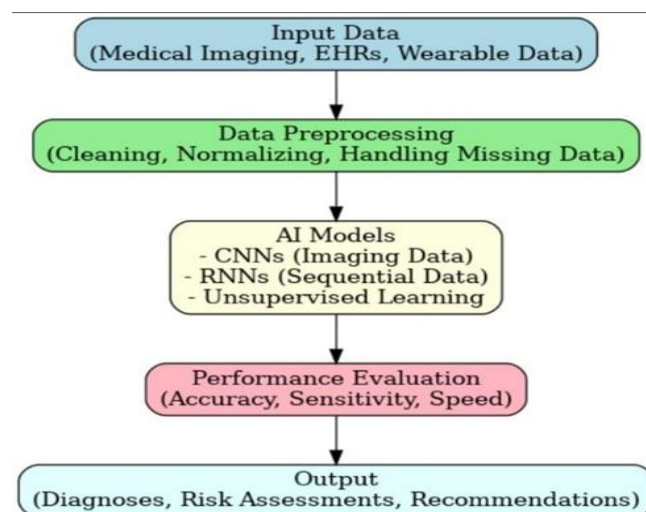 Input Data
(Medical Imaging, EHRs, Wearable Data)
Data Preprocessing
(Cleaning, Normalizing, Handling Missing Data)
AI Models
- CNNs (Imaging Data)
- RNNs (Sequential Data)
- Unsupervised Learning
Performance Evaluation
(Accuracy, Sensitivity, Speed)
Output
(Diagnoses, Risk Assessments, Recommendations)